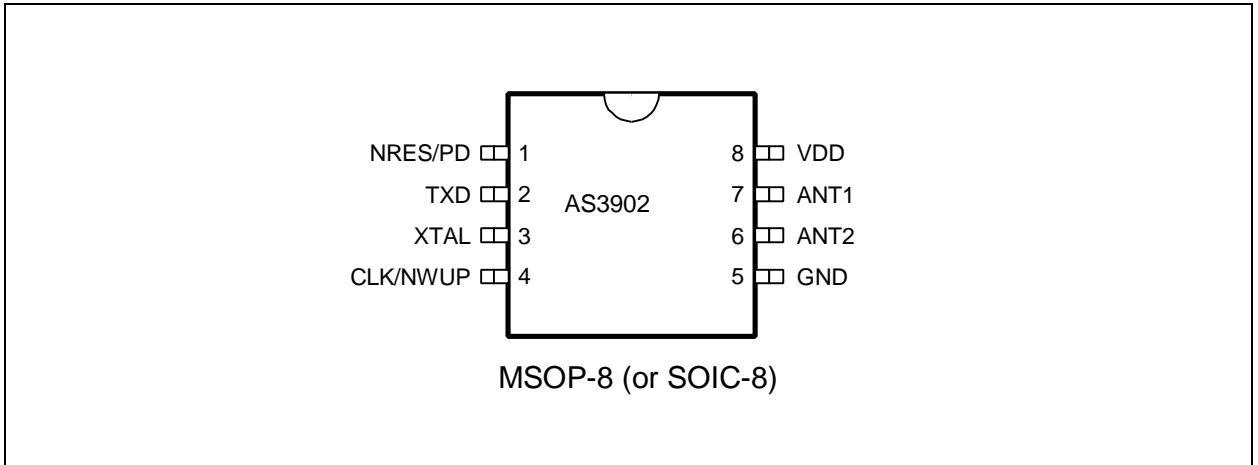 NRES/PD 1 8 VDD
TXD 2 7 ANT1
AS3902
XTAL 3 6 ANT2
CLK/NWUP 4 5 GND
MSOP-8 (or SOIC-8)